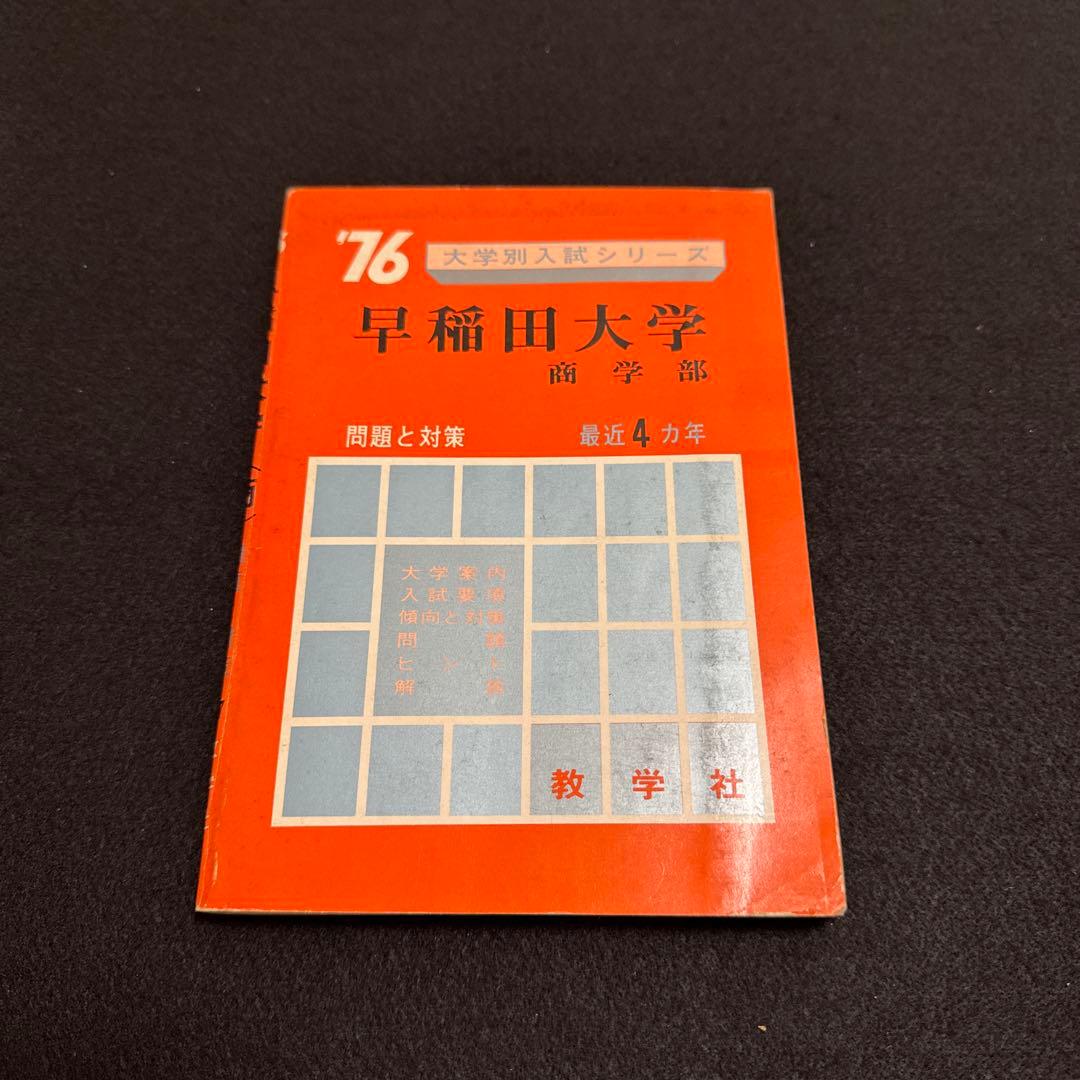 '76 大学別入試シリーズ
早稲田大学
商学部
問題と対策 最近4カ年
大学案内
入試要項
傾向と対策
問題
ヒント
解答
教学社